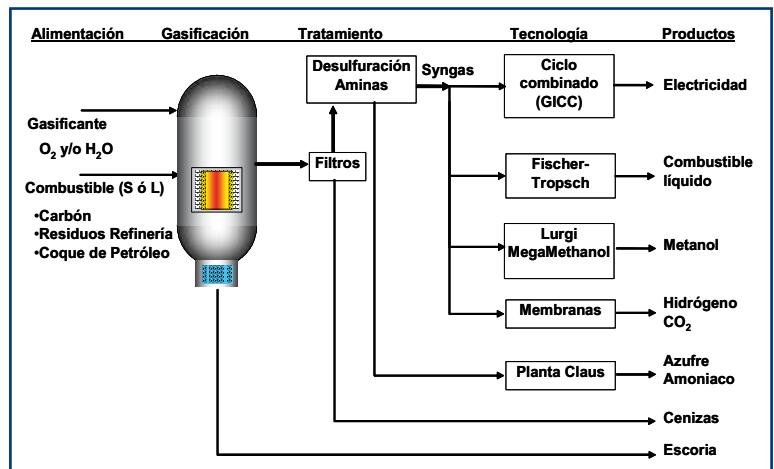 Alimentación Gasificación Tratamiento Tecnología Productos
Desulfuración
Aminas
Syngas
Ciclo
combinado
(GICC)
Electricidad
Gasificante
O₂ y/o H₂O
Filtros
Fischer-
Tropsch
Combustible
líquido
Combustible (S ó L)
•Carbón
•Residuos Refinería
•Coque de Petróleo
Lurgi
MegaMethanol
Metanol
Membranas
Hidrógeno
CO₂
Planta Claus
Azufre
Amoniaco
Cenizas
Escoria